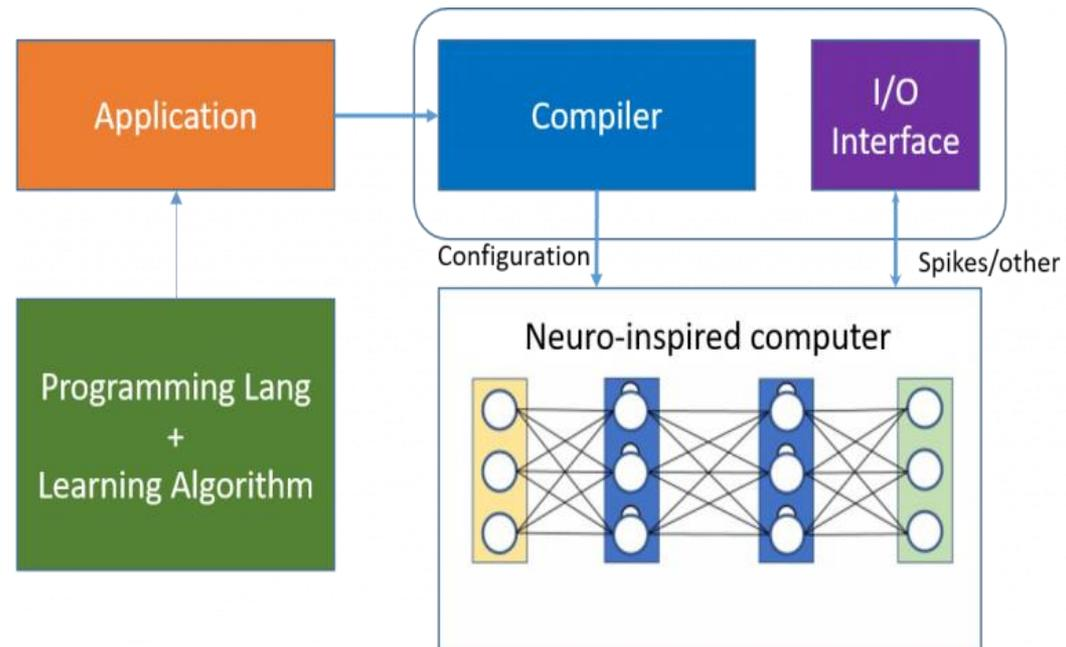 Application
Compiler
I/O
Interface
Configuration
Spikes/other
Programming Lang
+
Learning Algorithm
Neuro-inspired computer